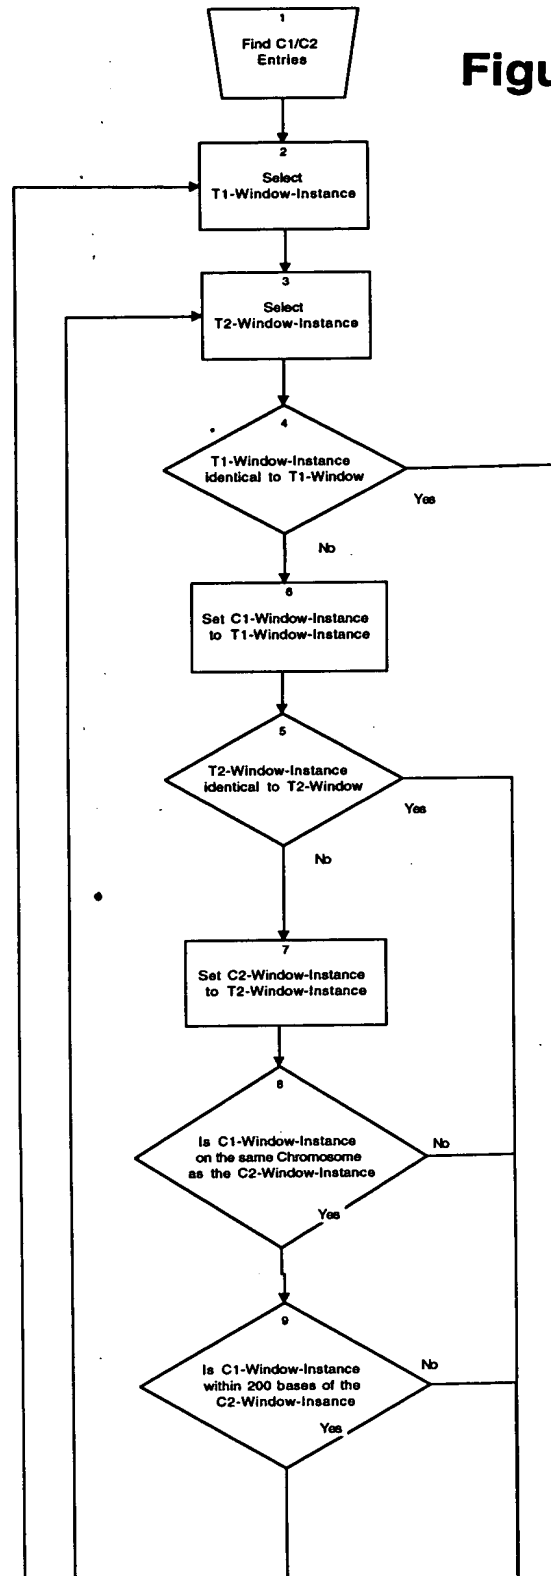 1
Find C1/C2
Entries
Figu
2
Select
T1-Window-Instance
3
Select
T2-Window-Instance
4
T1-Window-Instance
identical to T1-Window
Yes
No
6
Set C1-Window-Instance
to T1-Window-Instance
5
T2-Window-Instance
identical to T2-Window
Yes
No
7
Set C2-Window-Instance
to T2-Window-Instance
8
Is C1-Window-Instance
on the same Chromosome
as the C2-Window-Instance
No
Yes
9
Is C1-Window-Instance
within 200 bases of the
C2-Window-Insance
No
Yes